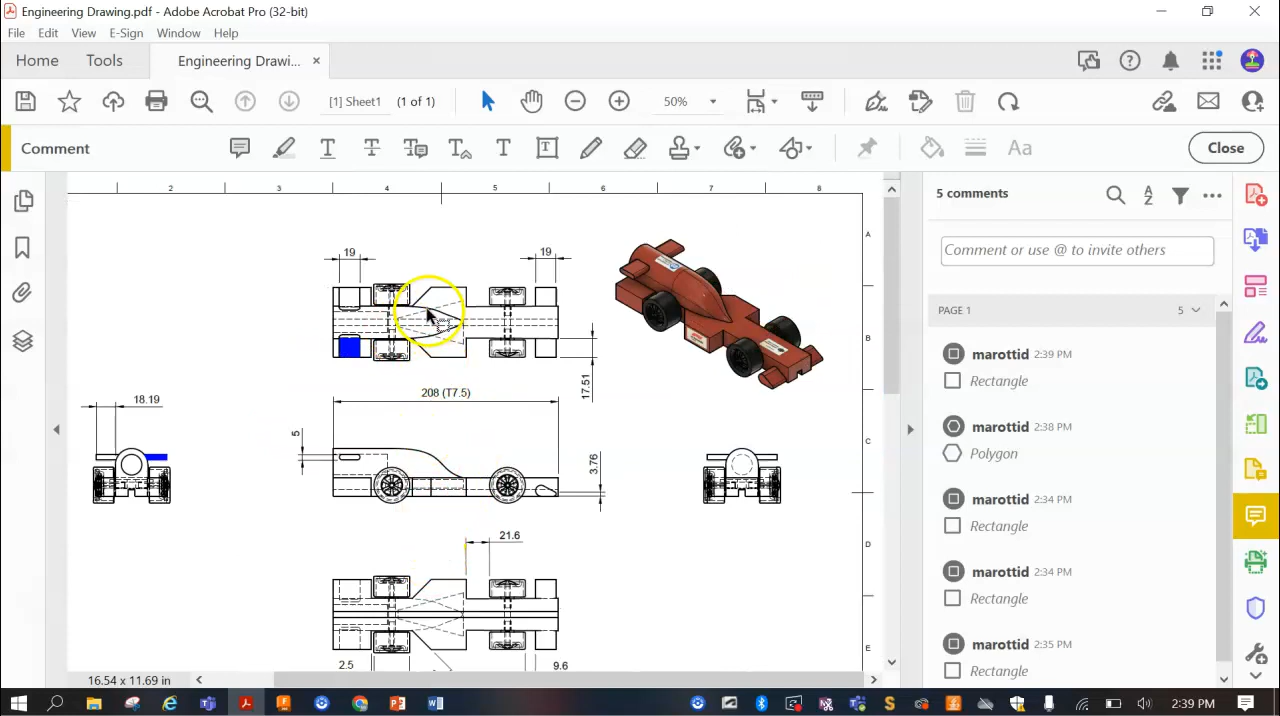 Engineering Drawing.pdf - Adobe Acrobat Pro (32-bit)
File Edit View E-Sign Window Help
Home Tools Engineering Drawi... ×
[1] Sheet1 (1 of 1) 50%
Comment Close
2 3 4 5 6 7 8
5 comments
Comment or use @ to invite others
A
19 19
PAGE 1 5
B
marottid 2:39 PM
Rectangle
17.51
208 (T7.5)
18.19
marottid 2:38 PM
Polygon
5
C
3.76
marottid 2:34 PM
Rectangle
21.6
D
marottid 2:34 PM
Rectangle
marottid 2:35 PM
Rectangle
E
2.5 9.6
16.54 x 11.69 in
2:39 PM